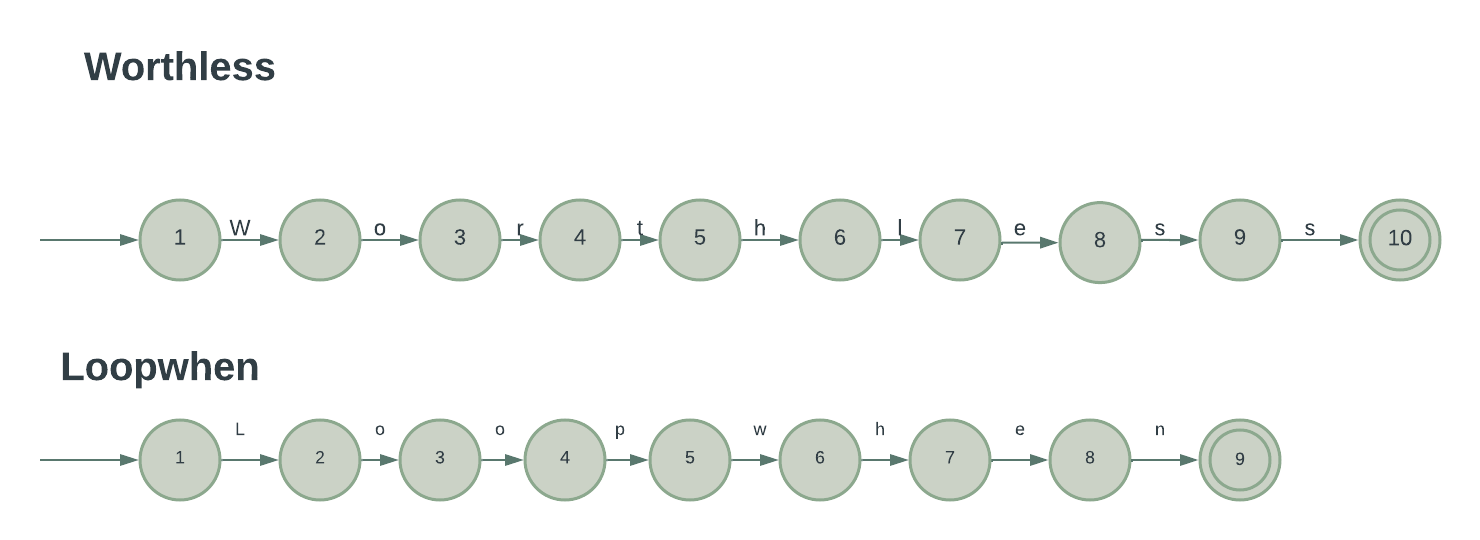 Worthless
W o r t h l e s s
1 2 3 4 5 6 7 8 9 10
Loopwhen
L o o p w h e n
1 2 3 4 5 6 7 8 9